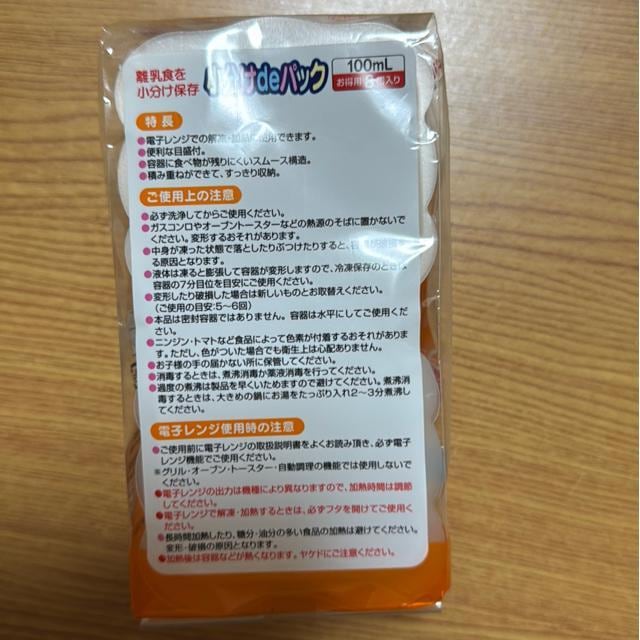 離乳食を
小分け保存
小分けdeパック
100mL
お得用8個入り
特長
●電子レンジでの解凍・加熱に使用できます。
●便利な目盛付。
●容器に食べ物が残りにくいスムース構造。
●積み重ねができて、すっきり収納。
ご使用上の注意
●必ず洗浄してからご使用ください。
●ガスコンロやオーブントースターなどの熱源のそばに置かないで
ください。変形するおそれがあります。
●中身が凍った状態で落としたりぶつけたりすると、容器が破損す
る原因となります。
●液体は凍ると膨張して容器が変形しますので、冷凍保存のときは
容器の7分目位を目安にご使用ください。
●変形したり破損した場合は新しいものとお取替えください。
(ご使用の目安:5~6回)
●本品は密封容器ではありません。容器は水平にしてご使用くださ
い。
●ニンジン・トマトなど食品によって色素が付着するおそれがありま
す。ただし、色がついた場合でも衛生上は心配ありません。
●お子様の手の届かない所に保管してください。
●消毒するときは、煮沸消毒か薬液消毒を行ってください。
●過度の煮沸は製品を早くいためますので避けてください。煮沸消
毒するときは、大きめの鍋にお湯をたっぷり入れ2~3分煮沸し
てください。
電子レンジ使用時の注意
●ご使用前に電子レンジの取扱説明書をよくお読み頂き、必ず電子
レンジ機能でご使用ください。
※グリル・オーブン・トースター・自動調理の機能では使用しないで
ください。
●電子レンジの出力は機種により異なりますので、加熱時間は調節
してください。
●電子レンジで解凍・加熱するときは、必ずフタを開けてご使用く
ださい。
●長時間加熱したり、糖分・油分の多い食品の加熱は避けてください。
変形・破損の原因となります。
●加熱後は容器などが熱くなります。ヤケドにご注意ください。